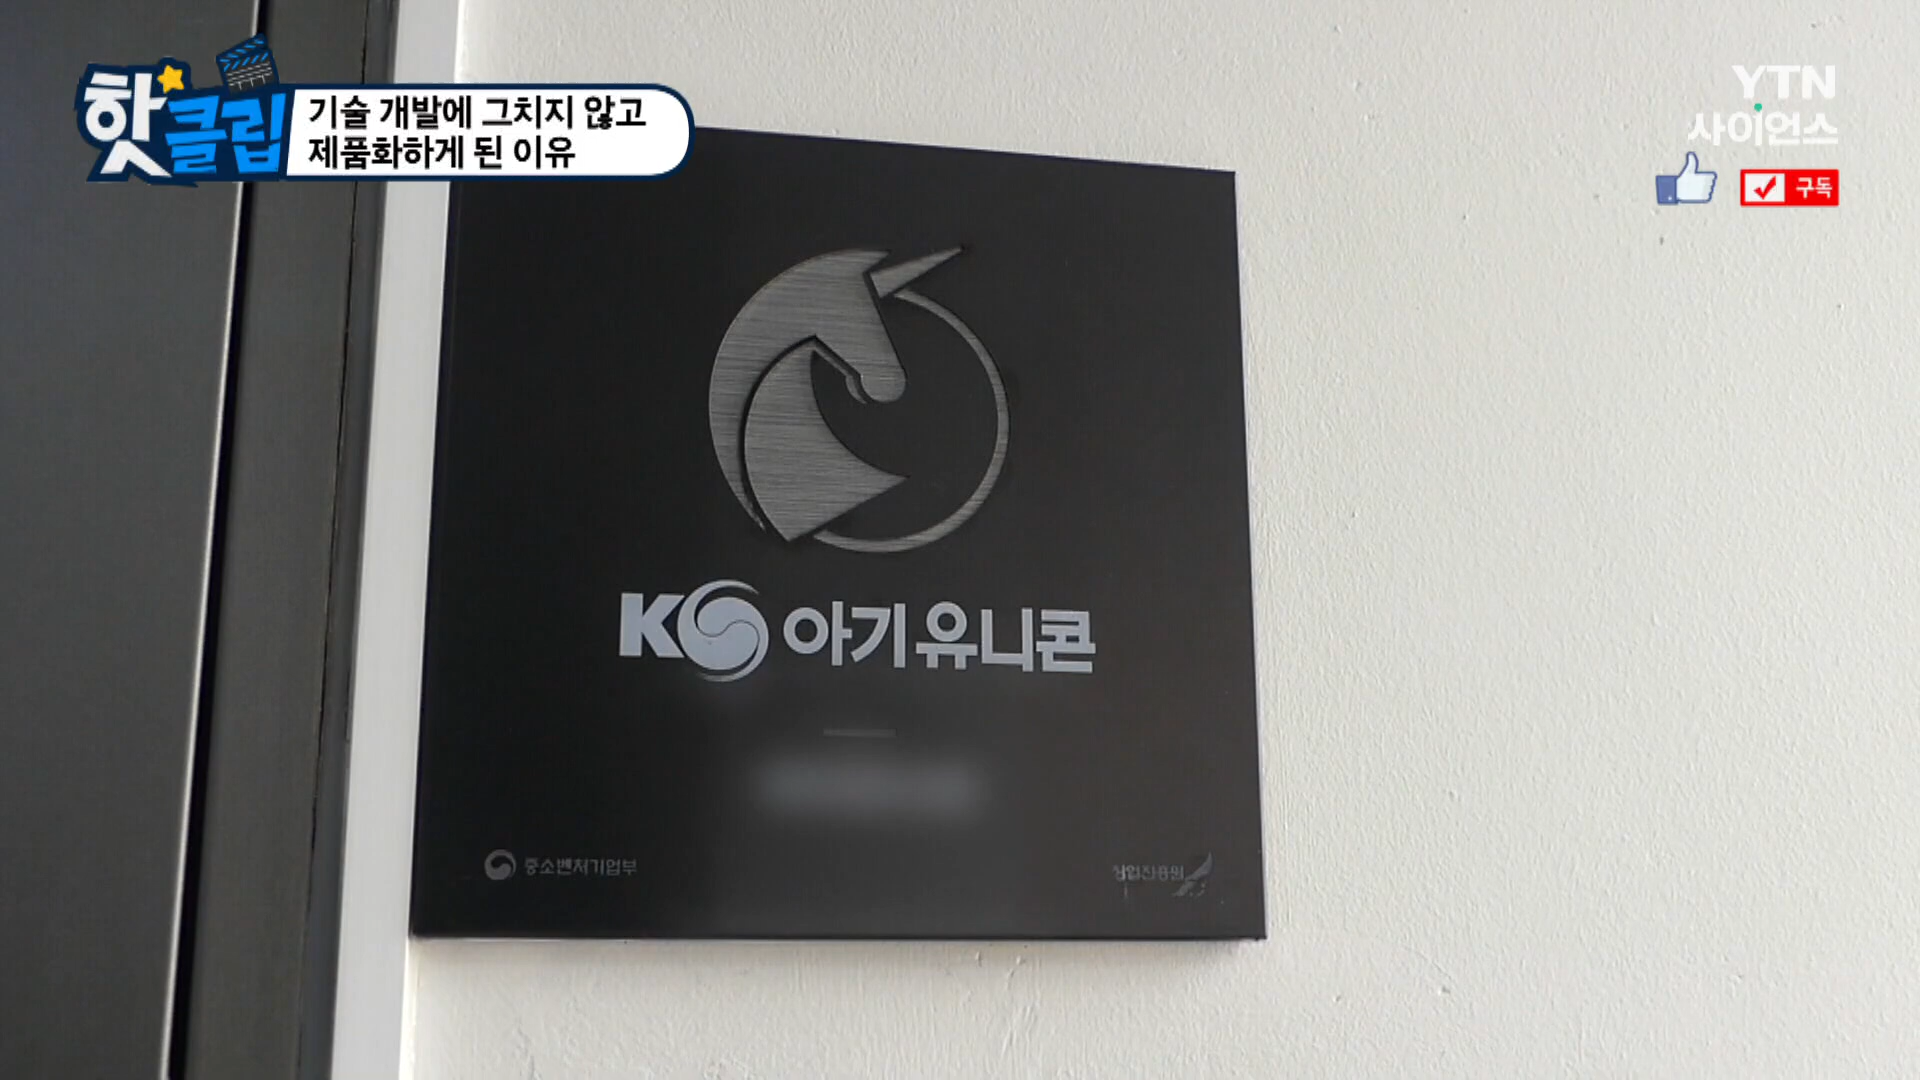 핫클립
기술 개발에 그치지 않고
제품화하게 된 이유
YTN
사이언스
구독
K 아기유니콘
중소벤처기업부
창업진흥원